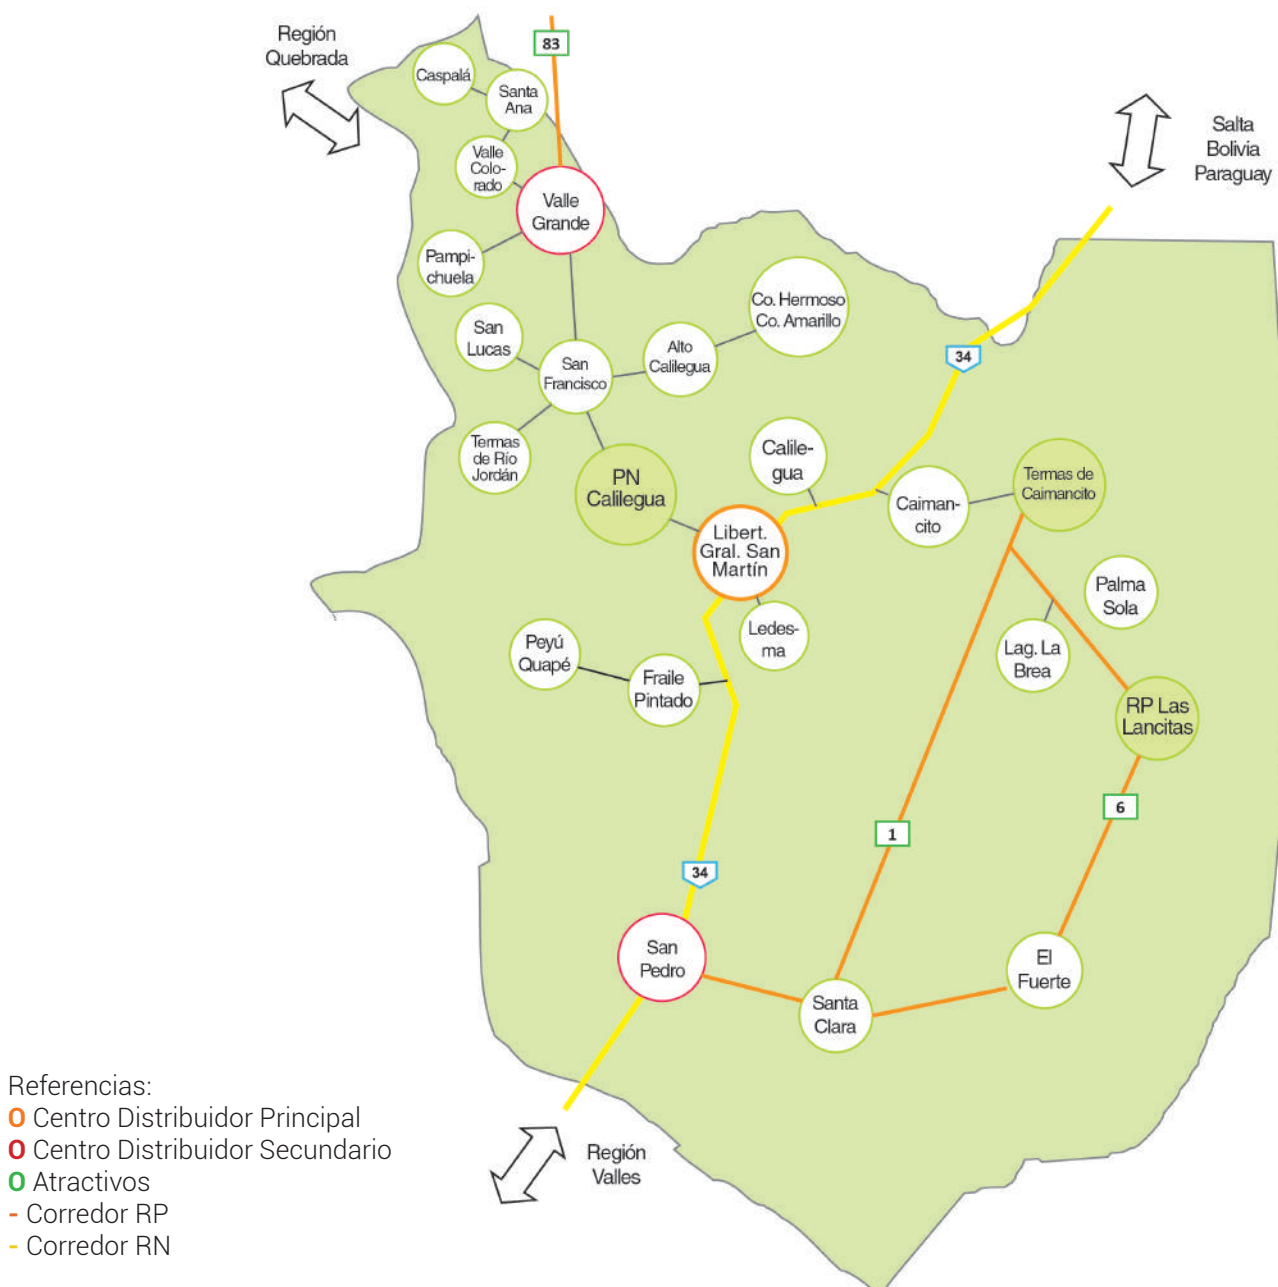 Región
Quebrada
83
Caspalá
Santa
Ana
Valle
Colo-
rado
Valle
Grande
Salta
Bolivia
Paraguay
Pampi-
chuela
San
Lucas
Co. Hermoso
Co. Amarillo
Alto
Calilegua
San
Francisco
34
Termas
de Río
Jordán
PN
Calilegua
Calile-
gua
Caiman-
cito
Termas de
Caimancito
Libert.
Gral. San
Martín
Ledes-
ma
Palma
Sola
Peyú
Quapé
Fraile
Pintado
Lag. La
Brea
RP Las
Lancitas
1
6
34
San
Pedro
Santa
Clara
El
Fuerte
Región
Valles
Referencias:
O Centro Distribuidor Principal
O Centro Distribuidor Secundario
O Atractivos
- Corredor RP
- Corredor RN